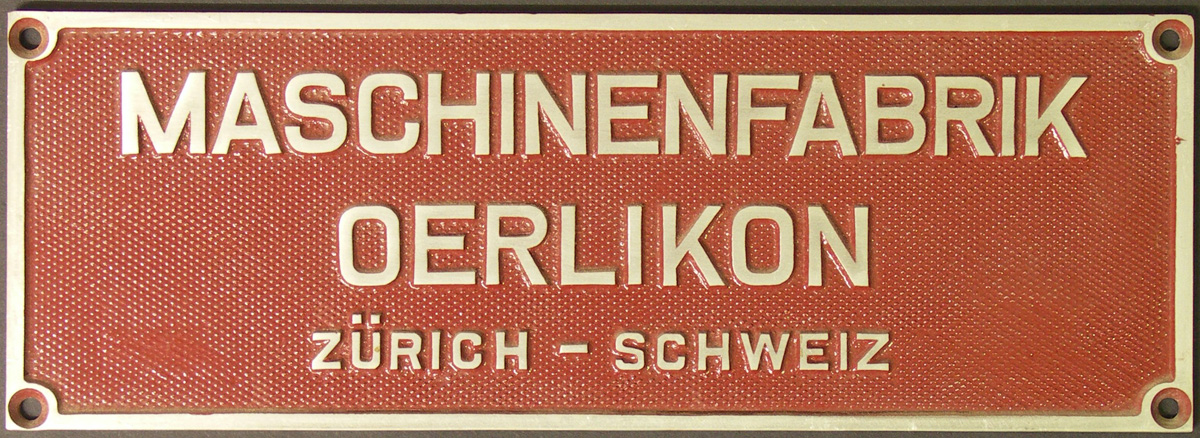 MASCHINENFABRIK
OERLIKON
ZÜRICH – SCHWEIZ